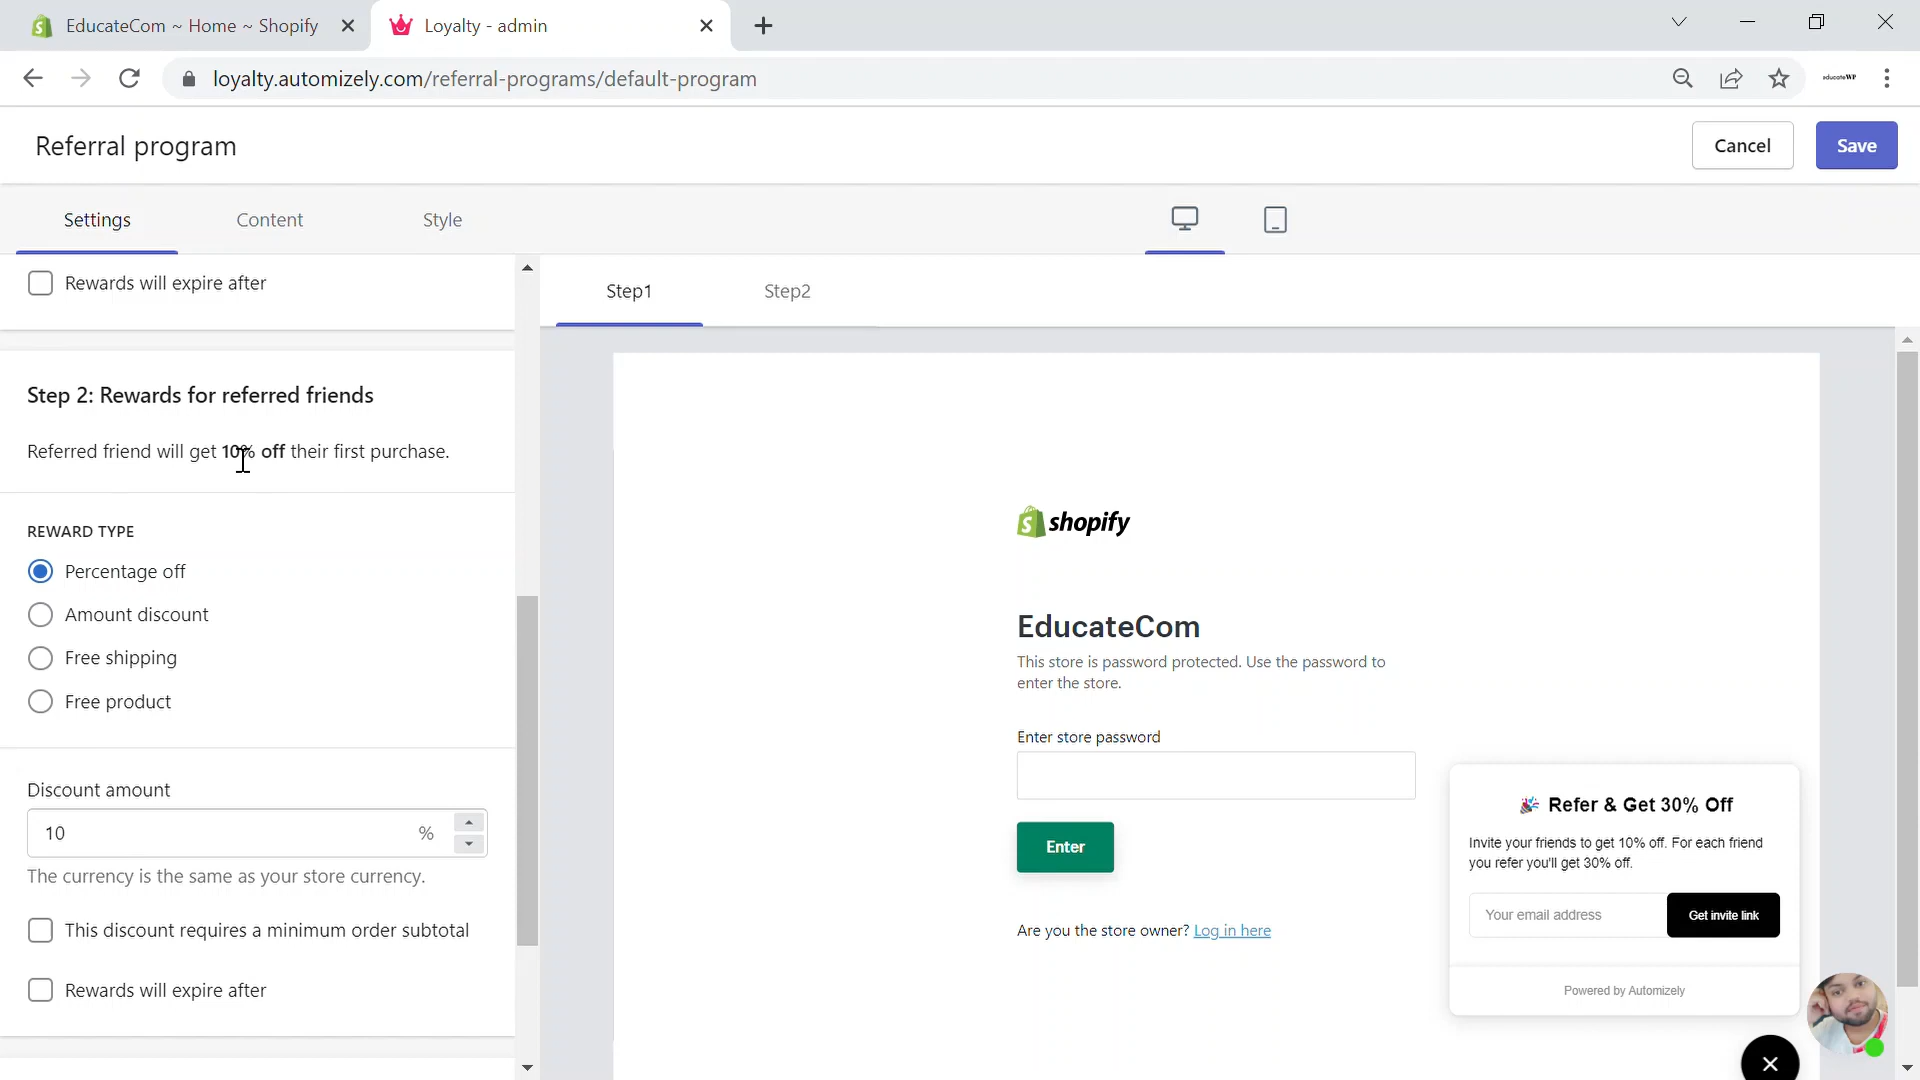 EducateCom ~ Home ~ Shopify
Loyalty - admin
loyalty.automizely.com/referral-programs/default-program
educateWP
Referral program
Cancel
Save
Settings
Content
Style
Rewards will expire after
Step1
Step2
Step 2: Rewards for referred friends
Referred friend will get 10% off their first purchase.
REWARD TYPE
Percentage off
Amount discount
Free shipping
Free product
Discount amount
10 %
The currency is the same as your store currency.
This discount requires a minimum order subtotal
Rewards will expire after
shopify
EducateCom
This store is password protected. Use the password to
enter the store.
Enter store password
Enter
Are you the store owner? Log in here
🎉 Refer & Get 30% Off
Invite your friends to get 10% off. For each friend
you refer you'll get 30% off.
Your email address
Get invite link
Powered by Automizely